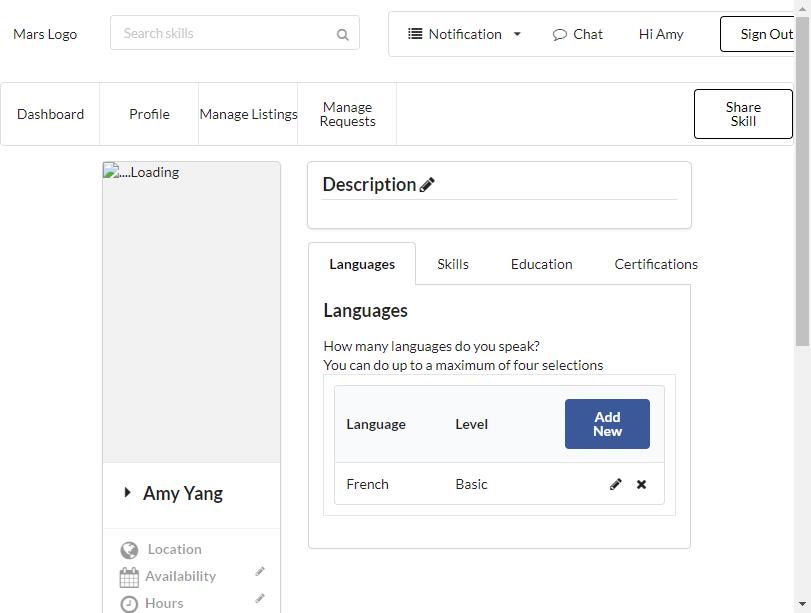 Mars Logo
Search skills
Notification
Chat
Hi Amy
Sign Out
Dashboard
Profile
Manage Listings
Manage
Requests
Share
Skill
....Loading
Description
Languages
Skills
Education
Certifications
Languages
How many languages do you speak?
You can do up to a maximum of four selections
Language
Level
Add
New
French
Basic
Amy Yang
Location
Availability
Hours